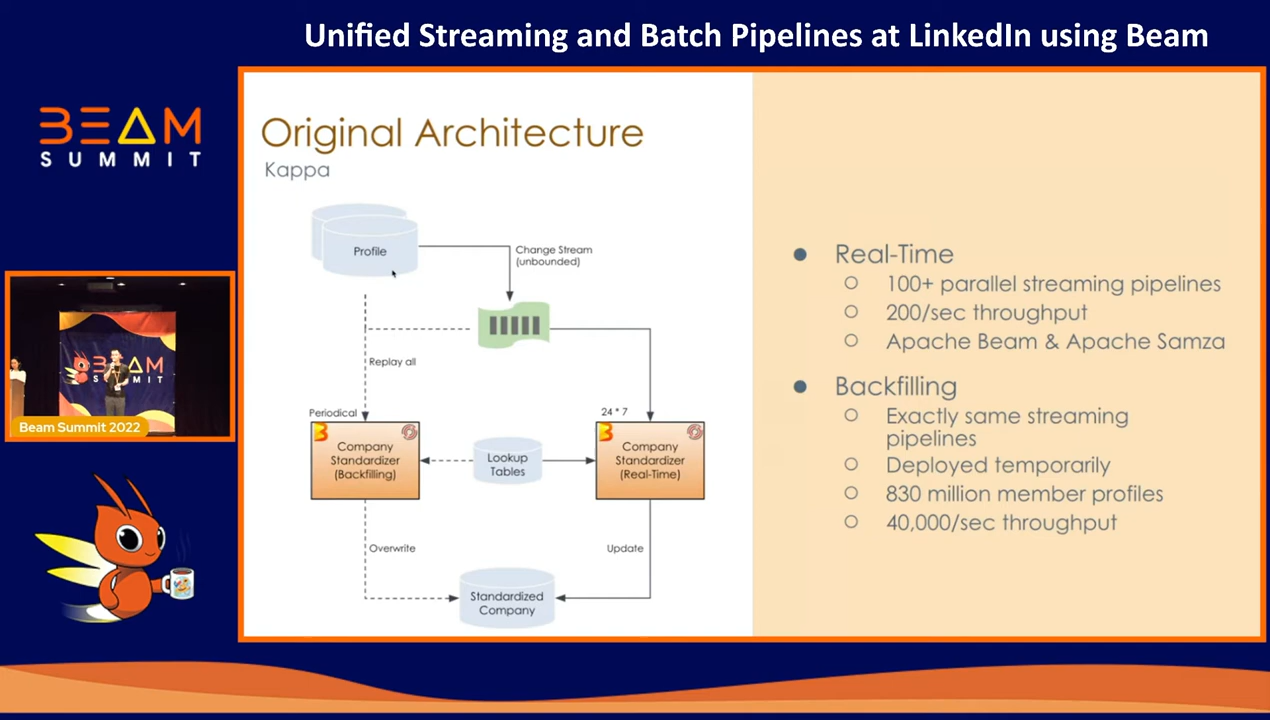 Unified Streaming and Batch Pipelines at LinkedIn using Beam
BEAM
SUMMIT
Original Architecture
Kappa
Profile
Change Stream
(unbounded)
Replay all
Periodical
24 * 7
Company
Standardizer
(Backfilling)
Lookup
Tables
Company
Standardizer
(Real-Time)
Overwrite
Update
Standardized
Company
Real-Time
100+ parallel streaming pipelines
200/sec throughput
Apache Beam & Apache Samza
Backfilling
Exactly same streaming
pipelines
Deployed temporarily
830 million member profiles
40,000/sec throughput
BEAM
SUMMIT
Beam Summit 2022